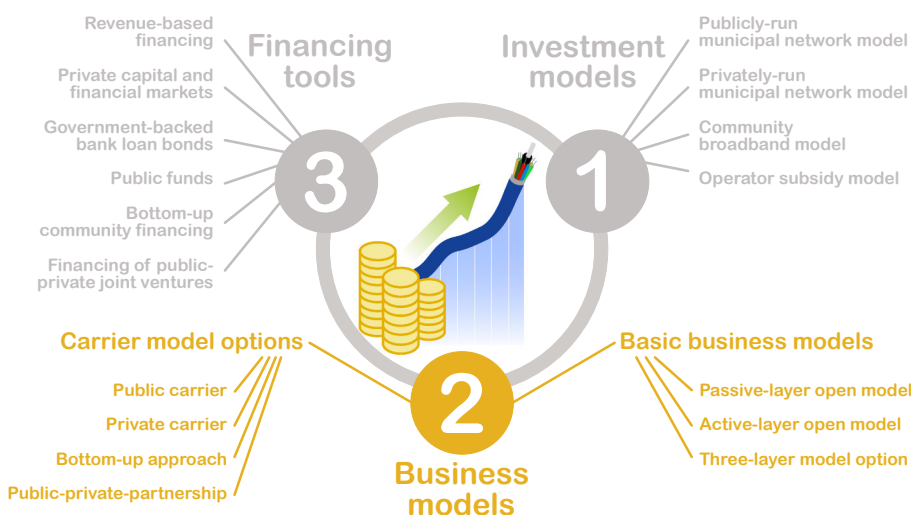 Revenue-based
financing
Private capital and
financial markets
Government-backed
bank loan bonds
Public funds
Bottom-up
community financing
Financing of public-
private joint ventures
Financing
tools
3
Investment
models
1
Publicly-run
municipal network model
Privately-run
municipal network model
Community
broadband model
Operator subsidy model
Carrier model options
Public carrier
Private carrier
Bottom-up approach
Public-private-partnership
2
Business
models
Basic business models
Passive-layer open model
Active-layer open model
Three-layer model option